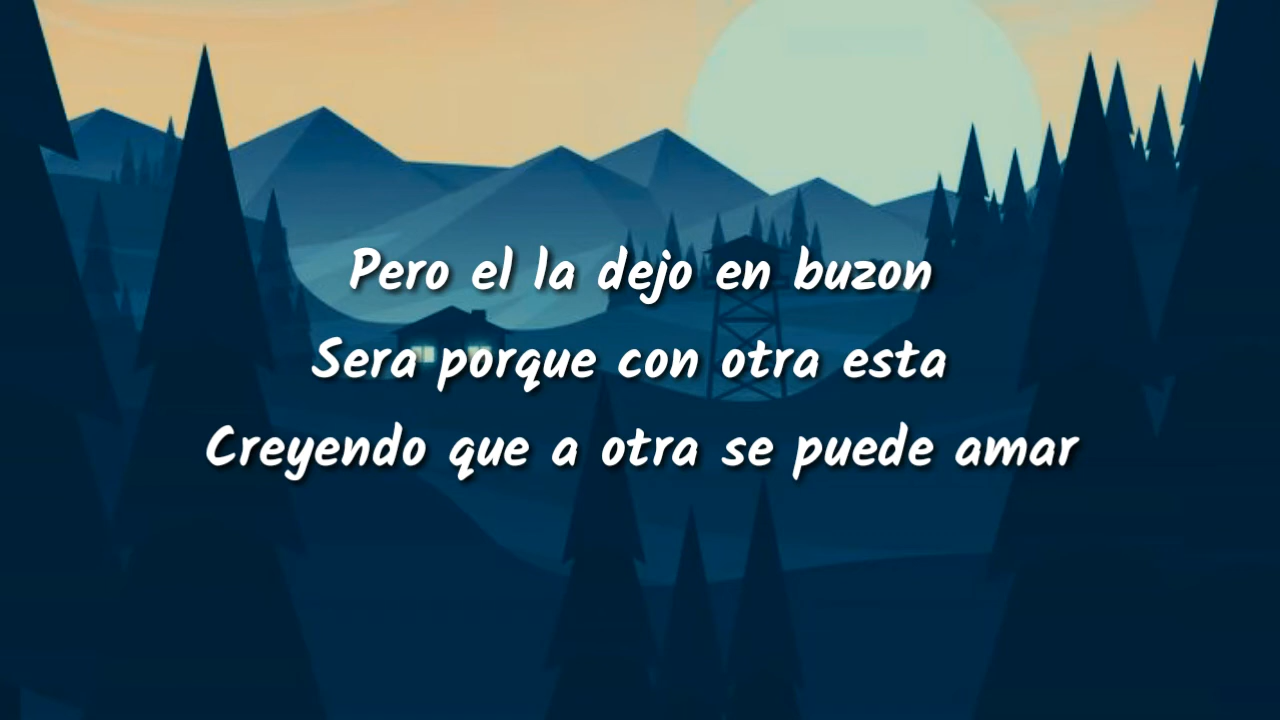 Pero el la dejo en buzon
Sera porque con otra esta
Creyendo que a otra se puede amar